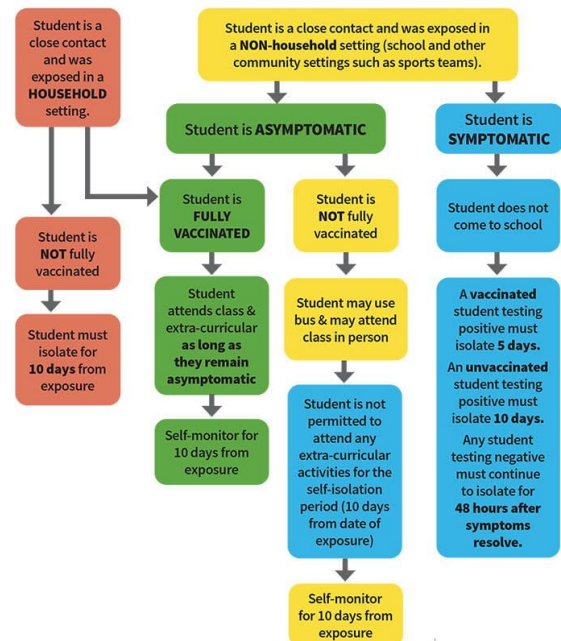 Student is a
close contact
and was
exposed in a
HOUSEHOLD
setting.
Student is a close contact and was exposed in
a NON-household setting (school and other
community settings such as sports teams).
Student is ASYMPTOMATIC
Student is
SYMPTOMATIC
Student is
NOT fully
vaccinated
Student is
FULLY
VACCINATED
Student is
NOT fully
vaccinated
Student does not
come to school
Student must
isolate for
10 days from
exposure
Student
attends class &
extra-curricular
as long as
they remain
asymptomatic
Student may use
bus & may attend
class in person
A vaccinated
student testing
positive must
isolate 5 days.
An unvaccinated
student testing
positive must
isolate 10 days.
Any student
testing negative
must continue
to isolate for
48 hours after
symptoms
resolve.
Self-monitor for
10 days from
exposure
Student is not
permitted to
attend any
extra-curricular
activities for the
self-isolation
period (10 days
from date of
exposure)
Self-monitor
for 10 days from
exposure